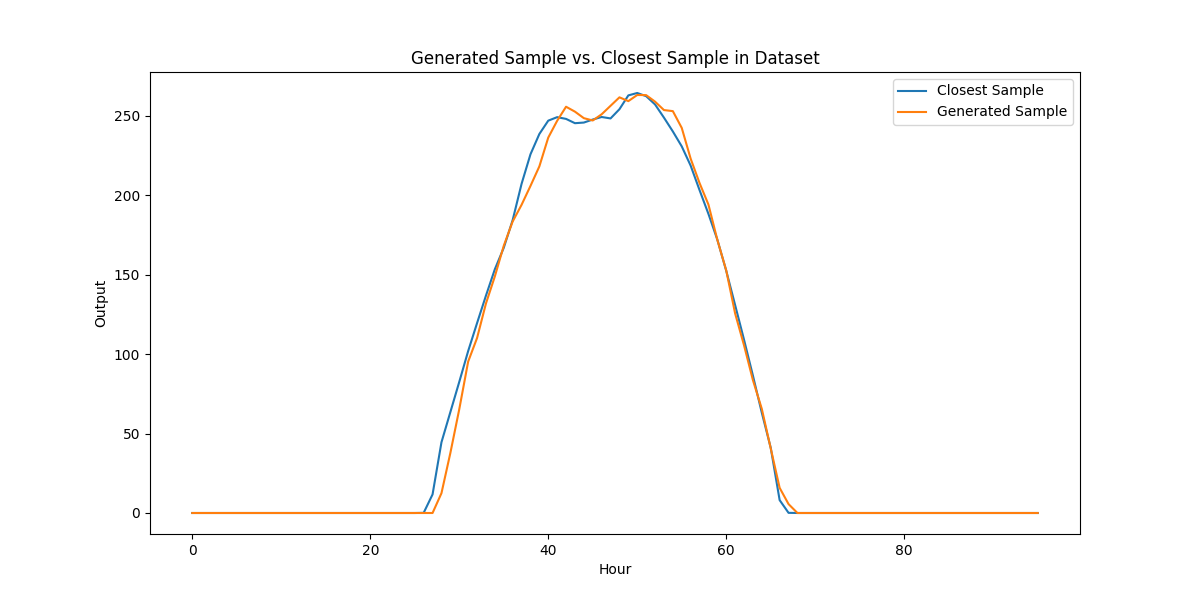 Generated Sample vs. Closest Sample in Dataset
Closest Sample
Generated Sample
250
200
150
100
50
0
Output
0 20 40 60 80
Hour